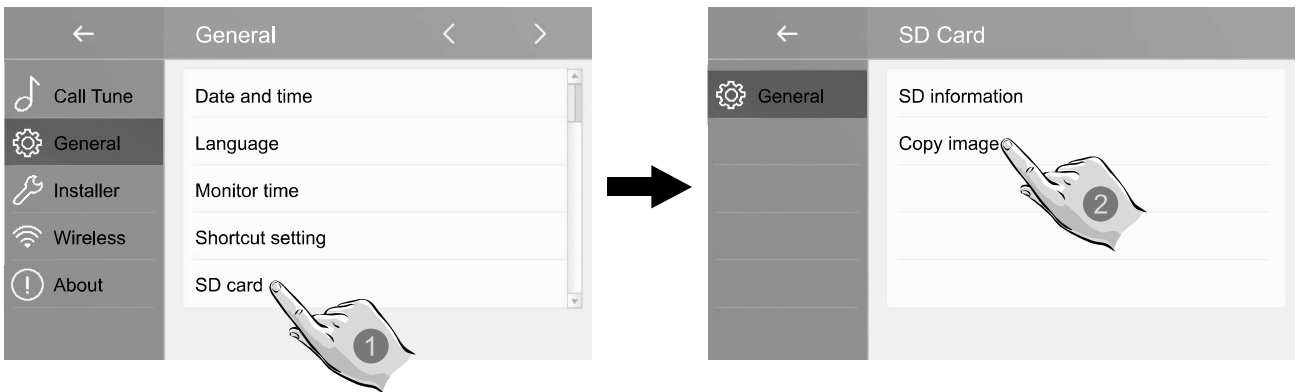 General
Call Tune
General
Installer
Wireless
About
Date and time
Language
Monitor time
Shortcut setting
SD card
1
SD Card
General
SD information
Copy image
2